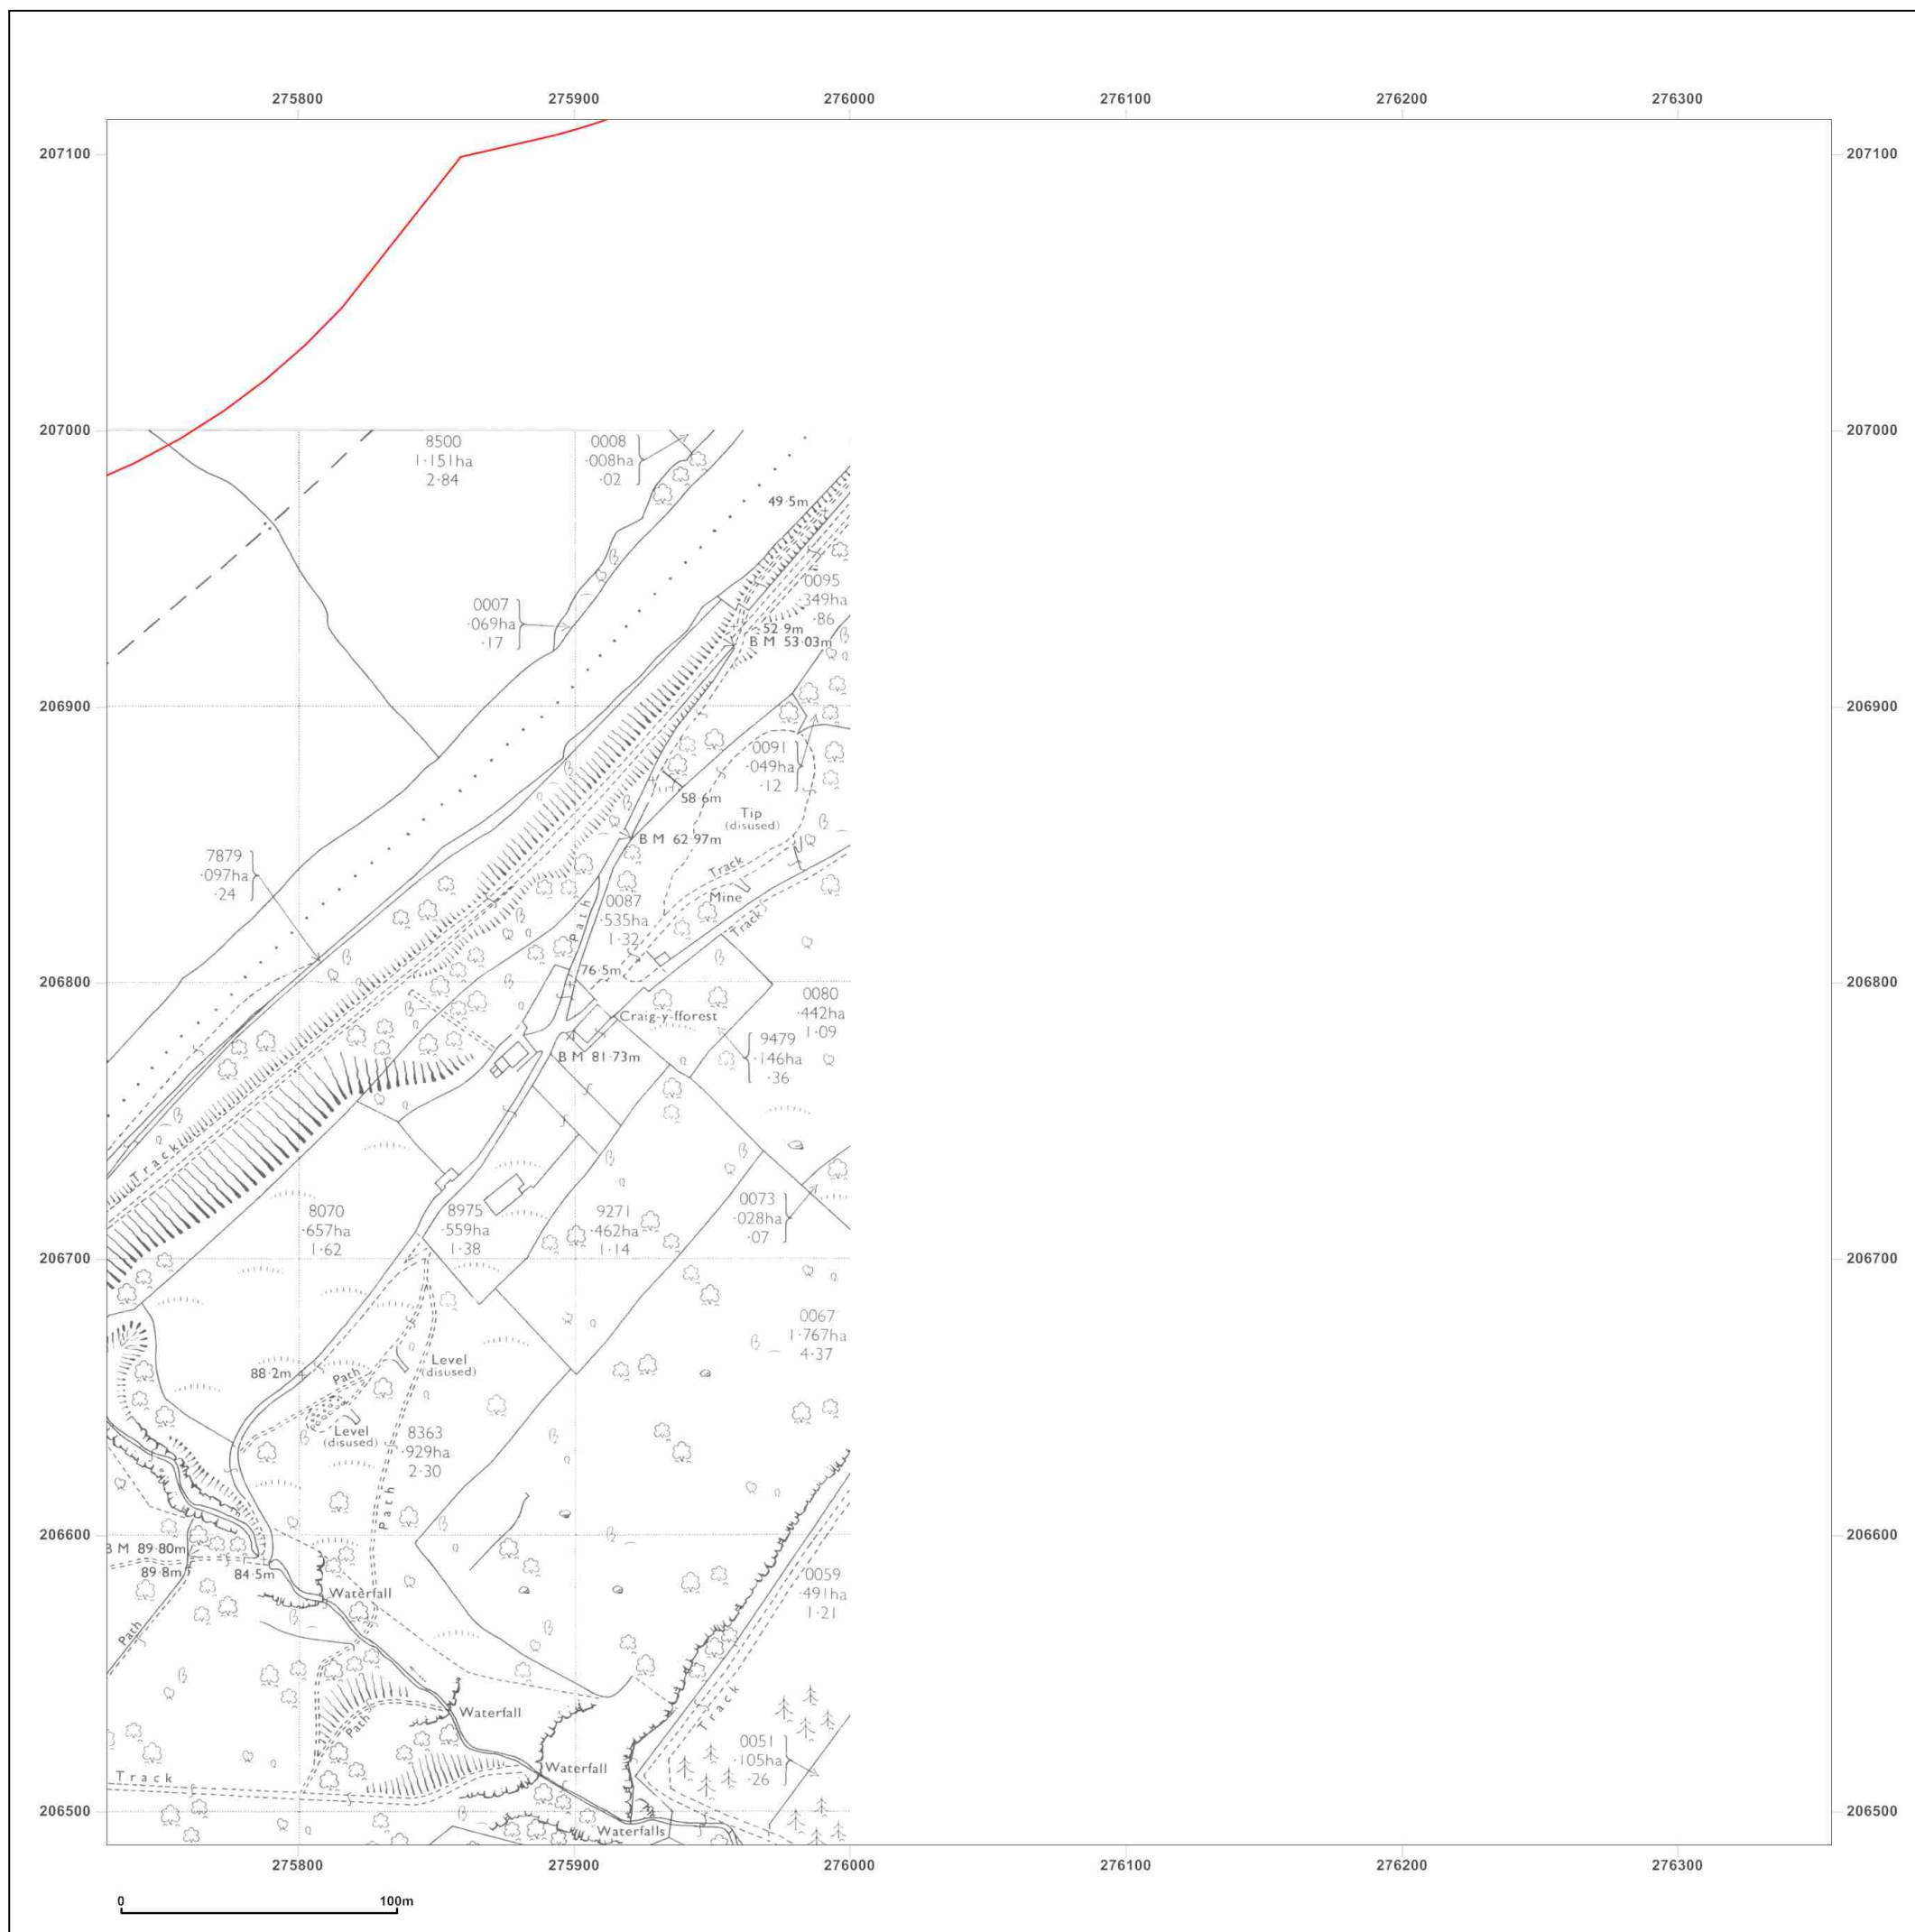 275800 275900 276000 276100 276200 276300
207100 207100
207000 207000
8500
1·151ha
2·84
0008
·008ha
·02
49·5m
0095
·349ha
·86
0007
·069ha
·17
52·9m
B M 53·03m
206900 206900
0091
·049ha
·12
58·6m
Tip
(disused)
B M 62·97m
7879
·097ha
·24
Track
Mine
0087
·535ha
1·32
Path
Track
76·5m
206800 206800
0080
·442ha
1·09
Craig-y-fforest
9479
·146ha
·36
B M 81·73m
Track
8070
·657ha
1·62
8975
·559ha
1·38
9271
·462ha
1·14
0073
·028ha
·07
206700 206700
0067
1·767ha
4·37
Level
(disused)
88·2m
Path
Level
(disused)
8363
·929ha
2·30
Path
206600 206600
B M 89·80m
89·8m
84·5m
0059
·491ha
1·21
Waterfall
Path
Track
Waterfall
Path
0051
·105ha
·26
Waterfall
Track
206500 206500
Waterfalls
275800 275900 276000 276100 276200 276300
0 100m